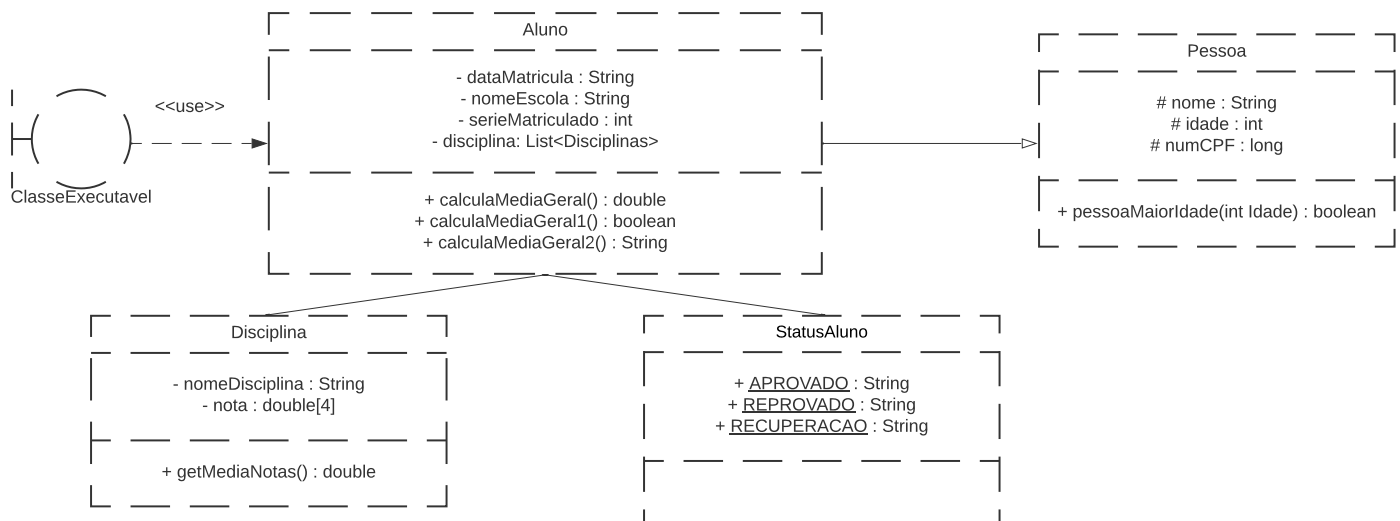 Aluno
- dataMatricula : String
- nomeEscola : String
- serieMatriculado : int
- disciplina: List<Disciplinas>
+ calculaMediaGeral() : double
+ calculaMediaGeral1() : boolean
+ calculaMediaGeral2() : String
Pessoa
# nome : String
# idade : int
# numCPF : long
+ pessoaMaiorIdade(int Idade) : boolean
<<use>>
ClasseExecutavel
Disciplina
- nomeDisciplina : String
- nota : double[4]
+ getMediaNotas() : double
StatusAluno
+ APROVADO : String
+ REPROVADO : String
+ RECUPERACAO : String